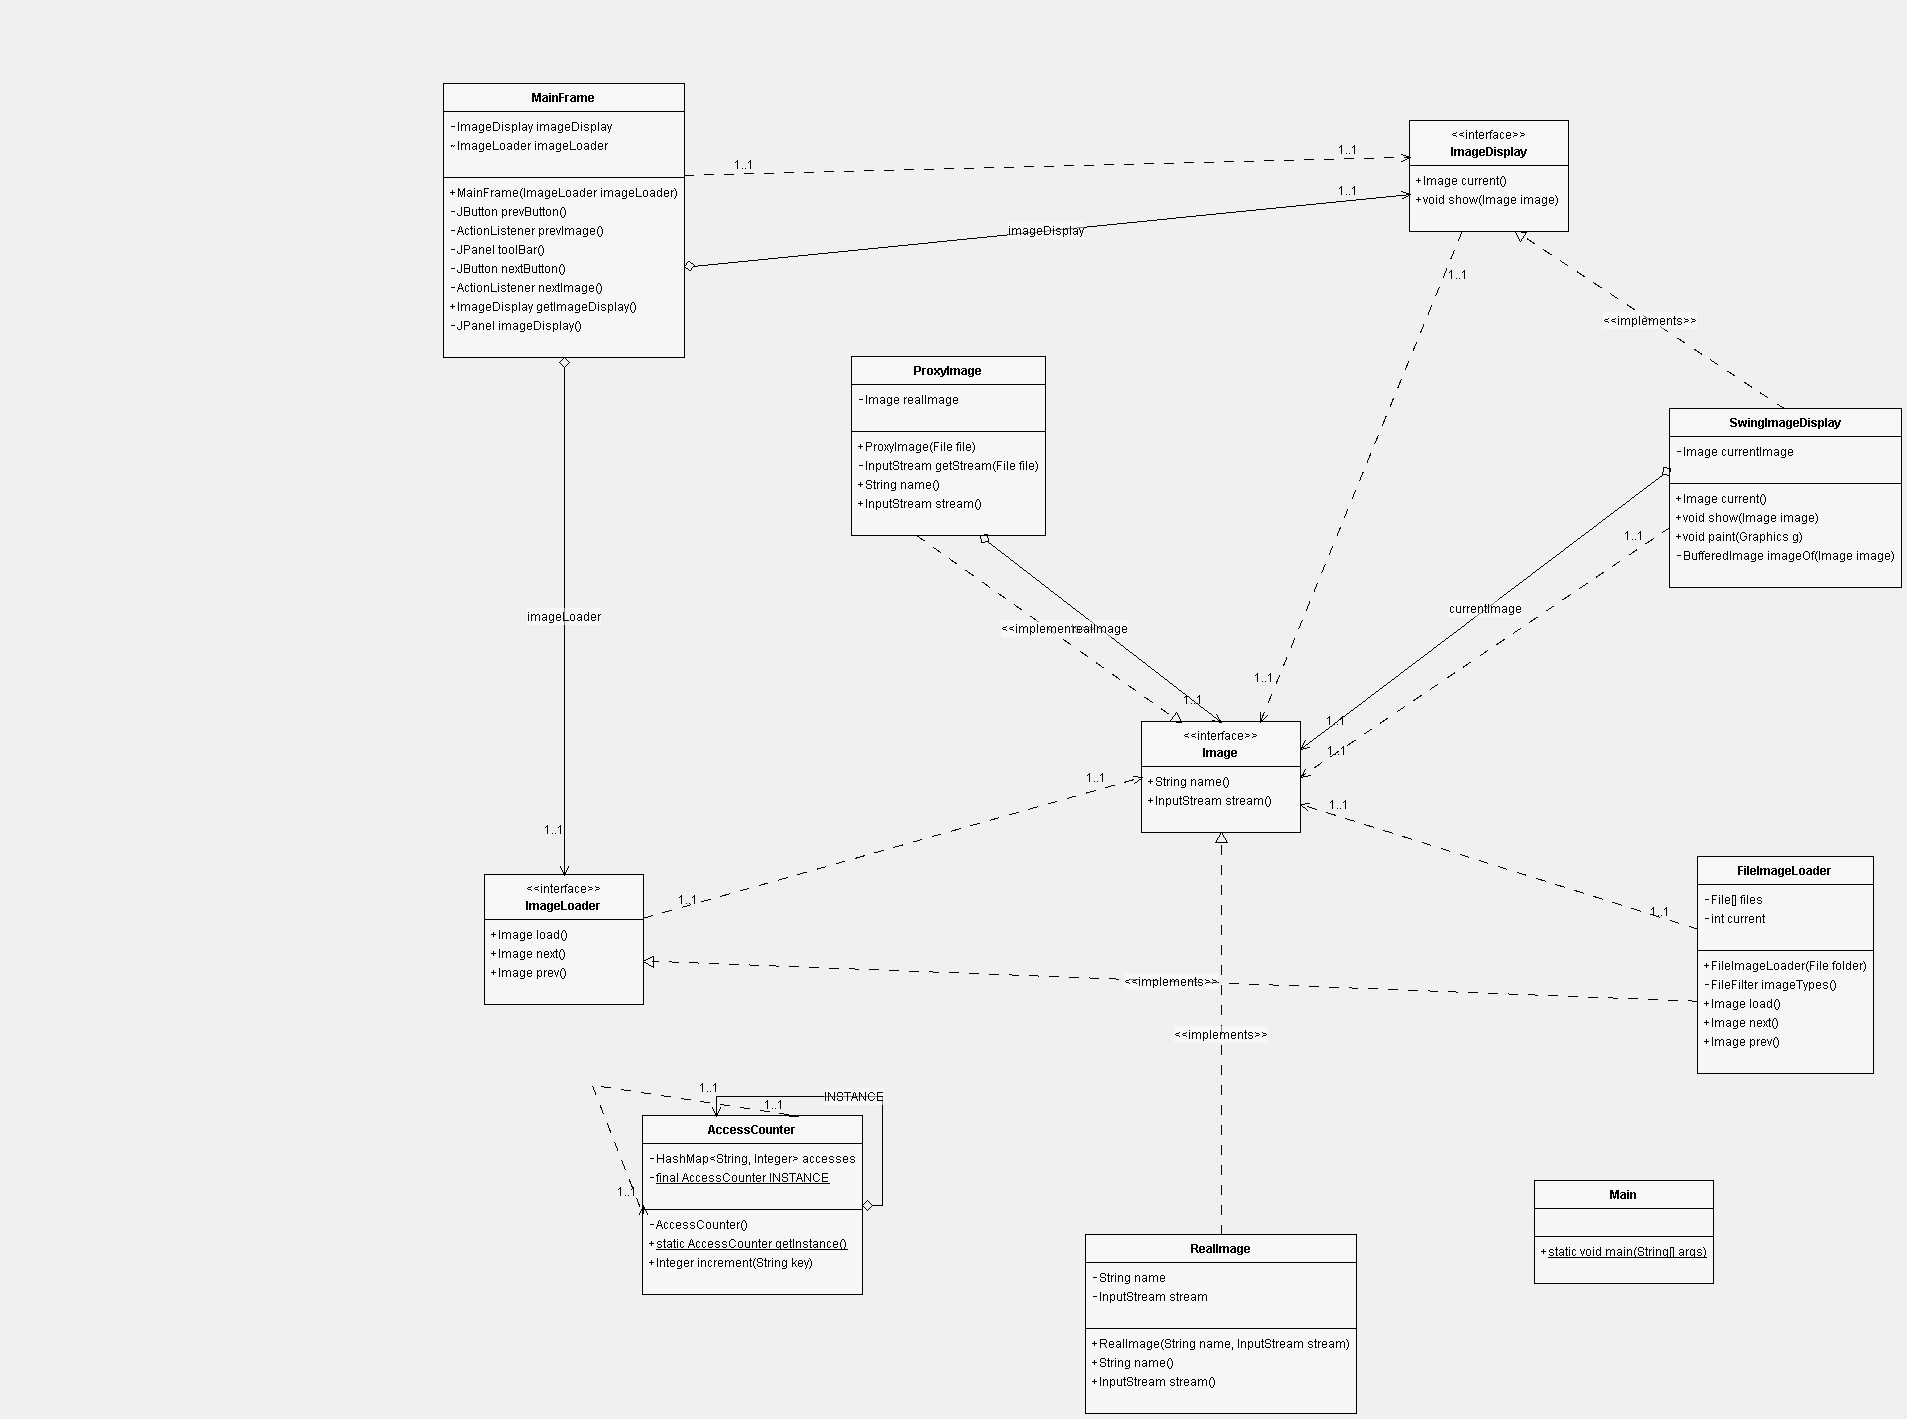 MainFrame
-ImageDisplay imageDisplay
~ImageLoader imageLoader
+MainFrame(ImageLoader imageLoader)
-JButton prevButton()
-ActionListener prevImage()
-JPanel toolBar()
-JButton nextButton()
-ActionListener nextImage()
+ImageDisplay getImageDisplay()
-JPanel imageDisplay()
1..1
1..1
1..1
imageDisplay
<<interface>>
ImageDisplay
+Image current()
+void show(Image image)
1..1
<<implements>>
ProxyImage
-Image realImage
+ProxyImage(File file)
-InputStream getStream(File file)
+String name()
+InputStream stream()
SwingImageDisplay
-Image currentImage
+Image current()
+void show(Image image)
+void paint(Graphics g)
-BufferedImage imageOf(Image image)
1..1
imageLoader
currentImage
<<implements>>
realImage
1..1
1..1
1..1
1..1
<<interface>>
Image
+String name()
+InputStream stream()
1..1
1..1
1..1
<<interface>>
ImageLoader
+Image load()
+Image next()
+Image prev()
1..1
1..1
FileImageLoader
-File[] files
-int current
+FileImageLoader(File folder)
-FileFilter imageTypes()
+Image load()
+Image next()
+Image prev()
<<implements>>
<<implements>>
1..1
1..1
INSTANCE
AccessCounter
-HashMap<String, Integer> accesses
-final AccessCounter INSTANCE
1..1
-AccessCounter()
+static AccessCounter getInstance()
+Integer increment(String key)
Main
+static void main(String[] args)
RealImage
-String name
-InputStream stream
+RealImage(String name, InputStream stream)
+String name()
+InputStream stream()